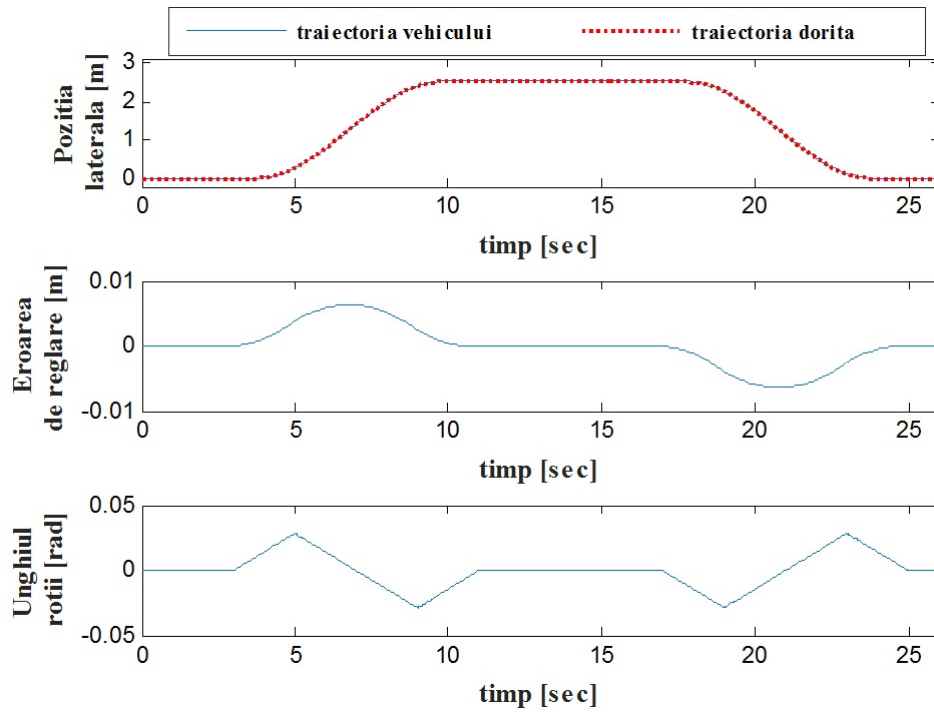 traiectoria vehicului traiectoria dorita
Pozitia
laterala [m]
3
2
1
0
0 5 10 15 20 25
timp [sec]
Eroarea
de reglare [m]
0.01
0
-0.01
0 5 10 15 20 25
timp [sec]
Unghiul
rotii [rad]
0.05
0
-0.05
0 5 10 15 20 25
timp [sec]